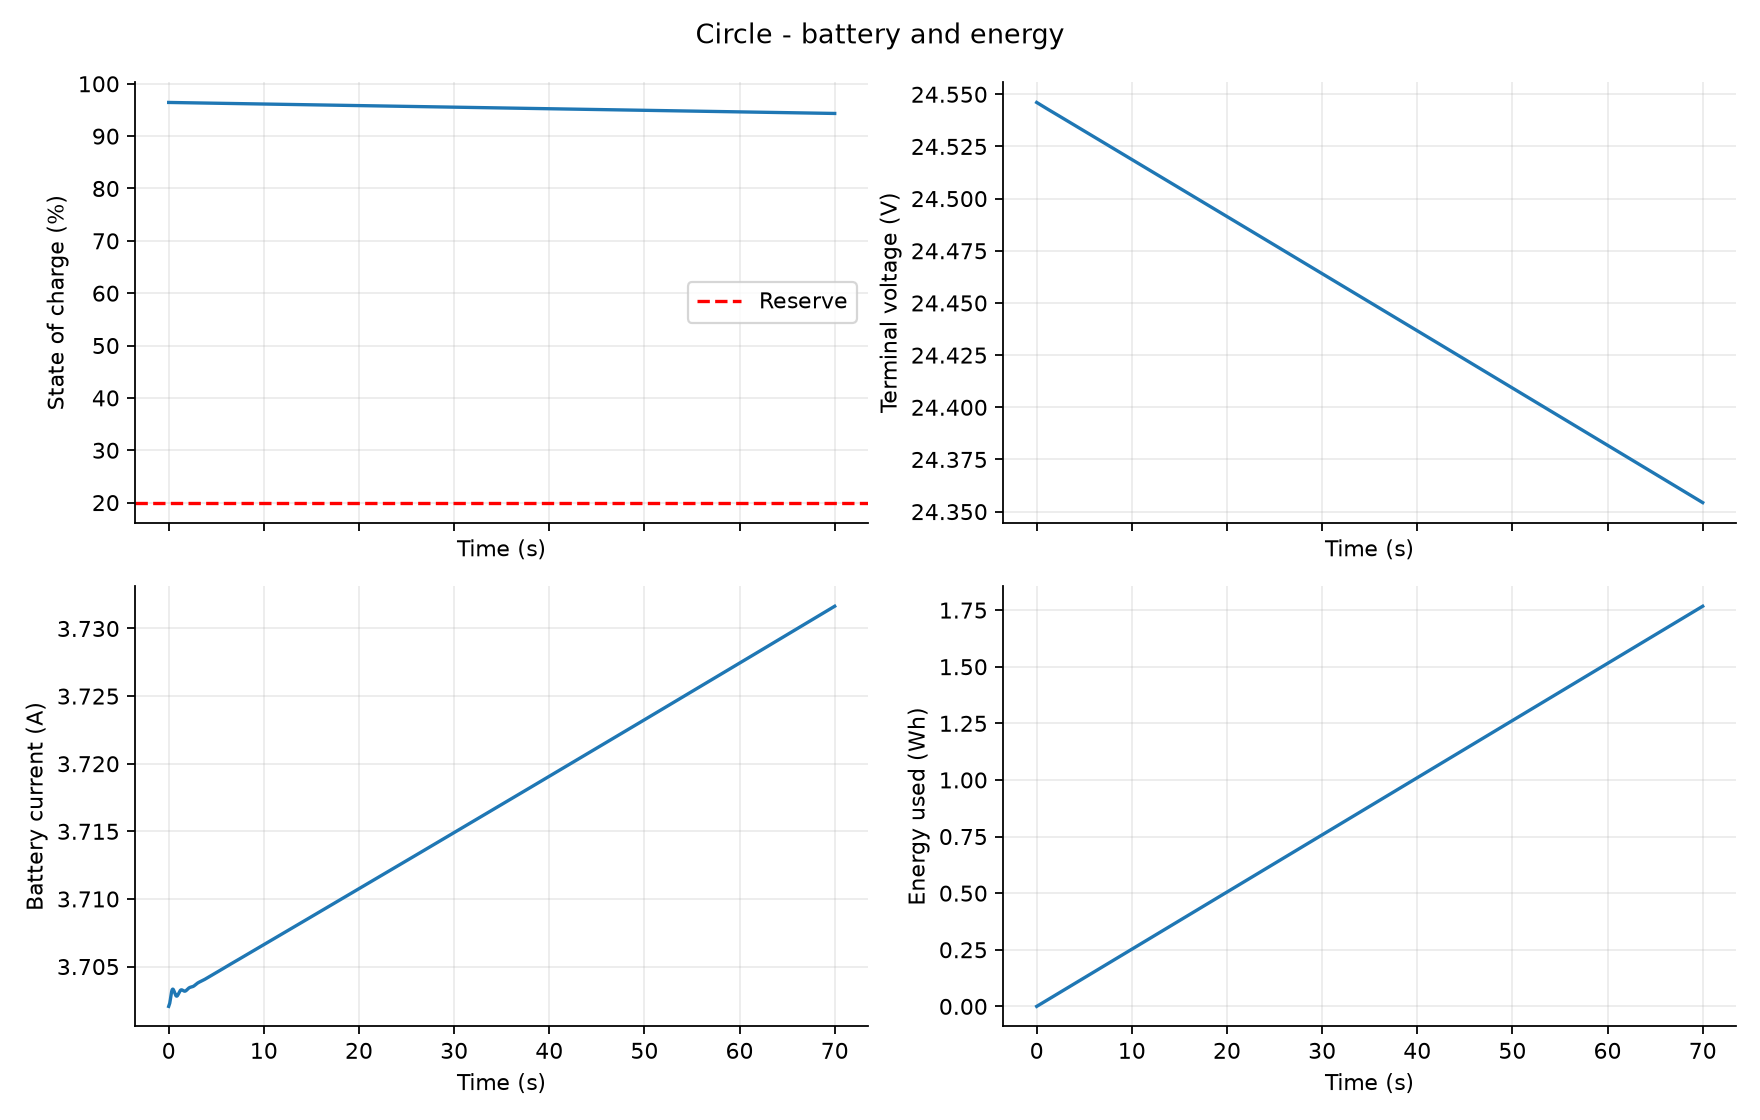 Circle - battery and energy
State of charge (%)
100
90
80
70
60
50
40
30
20
Reserve
Time (s)
Terminal voltage (V)
24.550
24.525
24.500
24.475
24.450
24.425
24.400
24.375
24.350
Time (s)
Battery current (A)
3.730
3.725
3.720
3.715
3.710
3.705
0 10 20 30 40 50 60 70
Time (s)
Energy used (Wh)
1.75
1.50
1.25
1.00
0.75
0.50
0.25
0.00
0 10 20 30 40 50 60 70
Time (s)